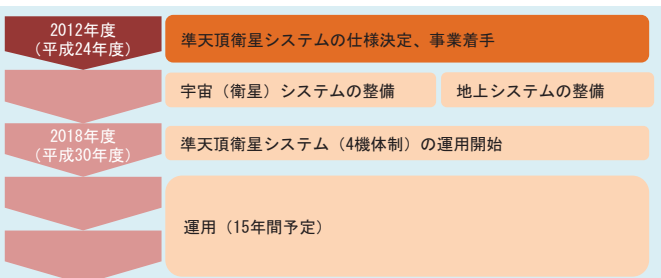 2012年度
（平成24年度）
準天頂衛星システムの仕様決定、事業着手
宇宙（衛星）システムの整備
地上システムの整備
2018年度
（平成30年度）
準天頂衛星システム（4機体制）の運用開始
運用（15年間予定）